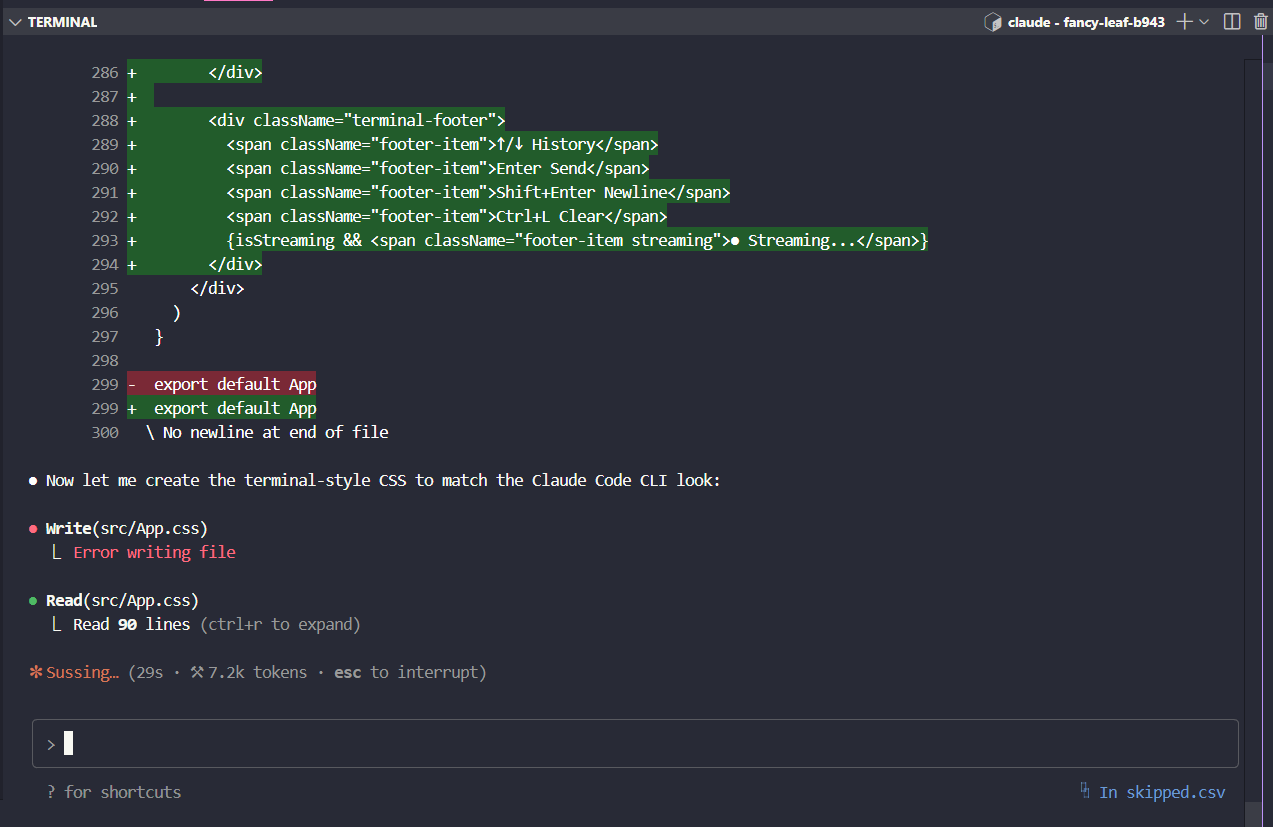 TERMINAL
claude - fancy-leaf-b943
286 +        </div>
287 +
288 +        <div className="terminal-footer">
289 +          <span className="footer-item">↑/↓ History</span>
290 +          <span className="footer-item">Enter Send</span>
291 +          <span className="footer-item">Shift+Enter Newline</span>
292 +          <span className="footer-item">Ctrl+L Clear</span>
293 +          {isStreaming && <span className="footer-item streaming">● Streaming...</span>}
294 +        </div>
295        </div>
296      )
297    }
298
299 -  export default App
299 +  export default App
300   \ No newline at end of file
● Now let me create the terminal-style CSS to match the Claude Code CLI look:
● Write(src/App.css)
⎿ Error writing file
● Read(src/App.css)
⎿ Read 90 lines (ctrl+r to expand)
✻ Sussing… (29s · ⚒ 7.2k tokens · esc to interrupt)
>
? for shortcuts
⧉ In skipped.csv